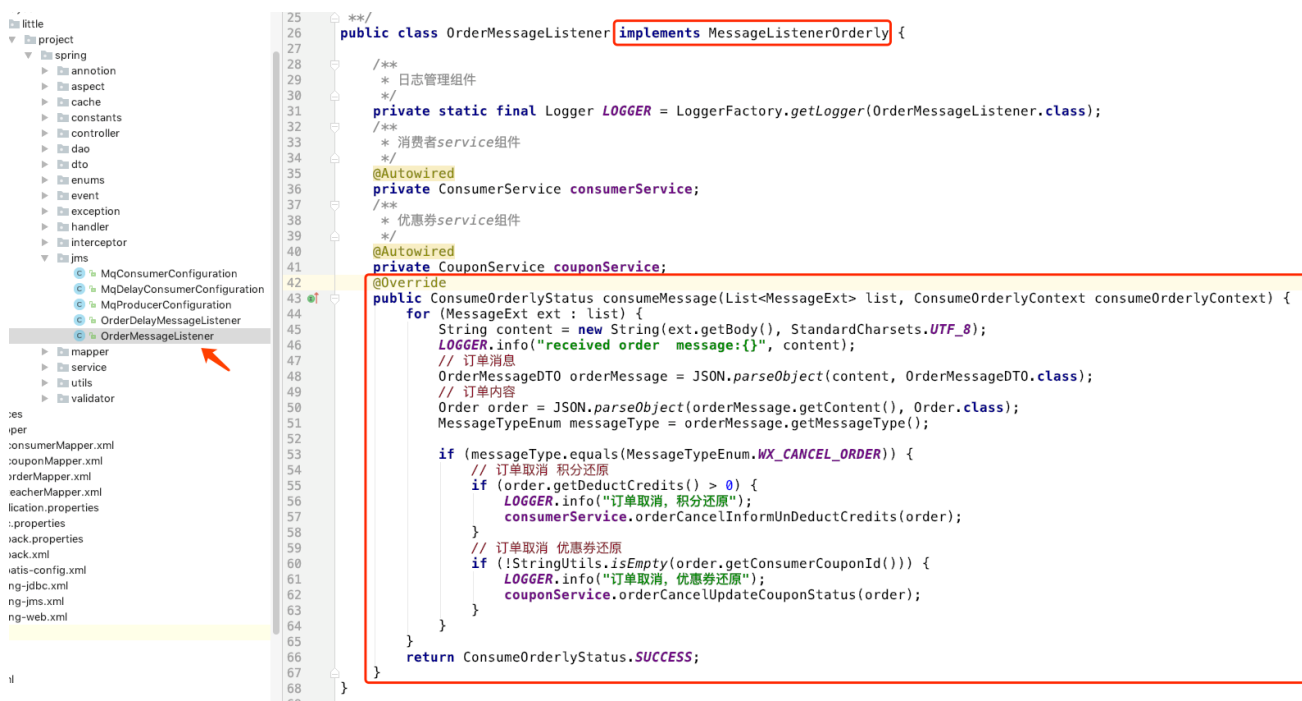 little
project
spring
annotion
aspect
cache
constants
controller
dao
dto
enums
event
exception
handler
interceptor
jms
MqConsumerConfiguration
MqDelayConsumerConfiguration
MqProducerConfiguration
OrderDelayMessageListener
OrderMessageListener
mapper
service
utils
validator
ces
per
consumerMapper.xml
couponMapper.xml
orderMapper.xml
eacherMapper.xml
lication.properties
c.properties
back.properties
back.xml
batis-config.xml
ng-jdbc.xml
ng-jms.xml
ng-web.xml
25 **/
26 public class OrderMessageListener implements MessageListenerOrderly {
27
28 /**
29 * 日志管理组件
30 */
31 private static final Logger LOGGER = LoggerFactory.getLogger(OrderMessageListener.class);
32 /**
33 * 消费者service组件
34 */
35 @Autowired
36 private ConsumerService consumerService;
37 /**
38 * 优惠券service组件
39 */
40 @Autowired
41 private CouponService couponService;
42 @Override
43 public ConsumeOrderlyStatus consumeMessage(List<MessageExt> list, ConsumeOrderlyContext consumeOrderlyContext) {
44 for (MessageExt ext : list) {
45 String content = new String(ext.getBody(), StandardCharsets.UTF_8);
46 LOGGER.info("received order  message:{}", content);
47 // 订单消息
48 OrderMessageDTO orderMessage = JSON.parseObject(content, OrderMessageDTO.class);
49 // 订单内容
50 Order order = JSON.parseObject(orderMessage.getContent(), Order.class);
51 MessageTypeEnum messageType = orderMessage.getMessageType();
52
53 if (messageType.equals(MessageTypeEnum.WX_CANCEL_ORDER)) {
54 // 订单取消 积分还原
55 if (order.getDeductCredits() > 0) {
56 LOGGER.info("订单取消，积分还原");
57 consumerService.orderCancelInformUnDeductCredits(order);
58 }
59 // 订单取消 优惠券还原
60 if (!StringUtils.isEmpty(order.getConsumerCouponId())) {
61 LOGGER.info("订单取消，优惠券还原");
62 couponService.orderCancelUpdateCouponStatus(order);
63 }
64 }
65 }
66 return ConsumeOrderlyStatus.SUCCESS;
67 }
68 }